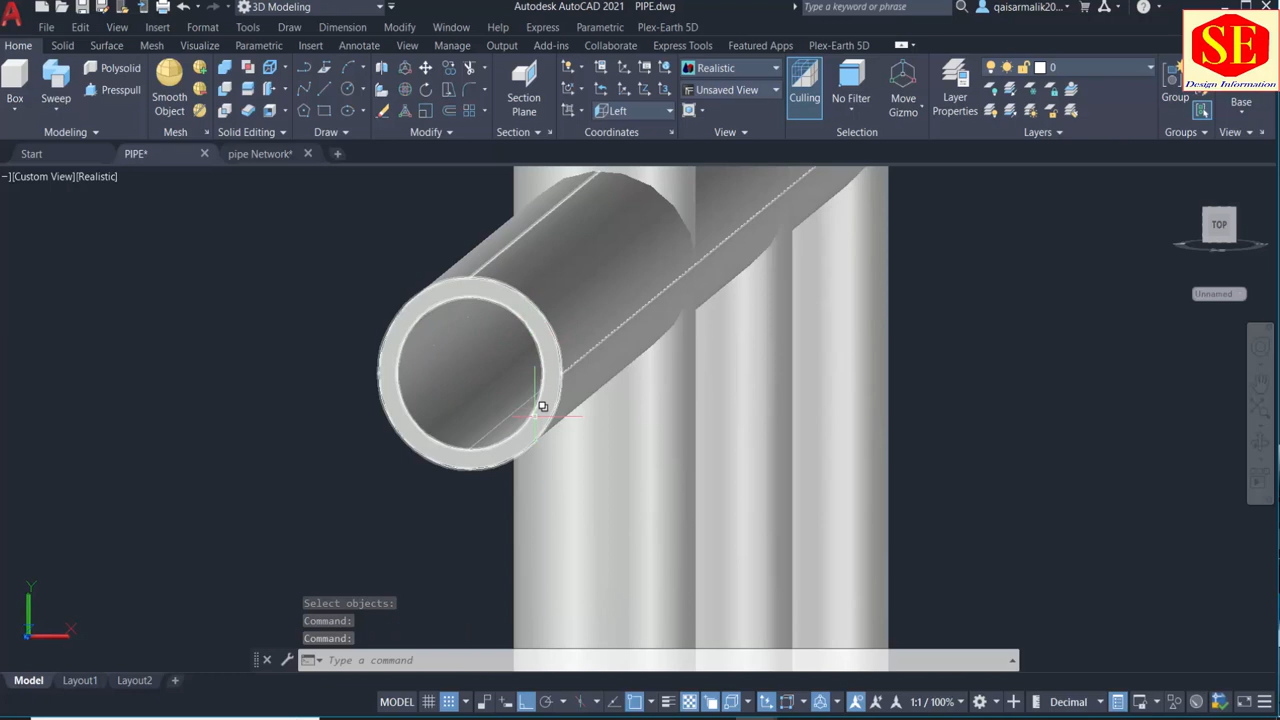 3D Modeling
Autodesk AutoCAD 2021 PIPE.dwg
Type a keyword or phrase
qaisarmalik20...
File Edit View Insert Format Tools Draw Dimension Modify Window Help Express Parametric Plex-Earth 5D
Home Solid Surface Mesh Visualize Parametric Insert Annotate View Manage Output Add-ins Collaborate Express Tools Featured Apps Plex-Earth 5D
SE
Design Information
Polysolid
Presspull
Box
Sweep
Smooth
Object
Section
Plane
Left
Realistic
Unsaved View
Culling
No Filter
Move
Gizmo
Layer
Properties
0
Group
Base
Modeling Mesh Solid Editing Draw Modify Section Coordinates View Selection Layers Groups View
Start PIPE* pipe Network*
–][Custom View][Realistic]
TOP
Unnamed
Y
X
Select objects:
Command:
Command:
Type a command
Model Layout1 Layout2
MODEL 1:1 / 100% Decimal